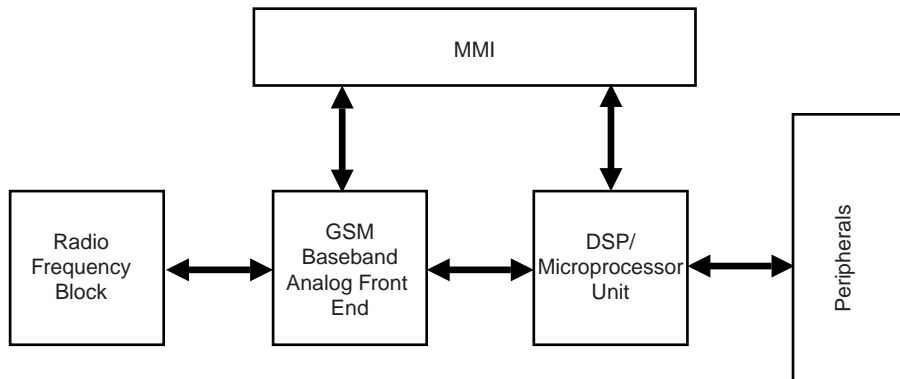 MMI
Radio
Frequency
Block
GSM
Baseband
Analog Front
End
DSP/
Microprocessor
Unit
Peripherals